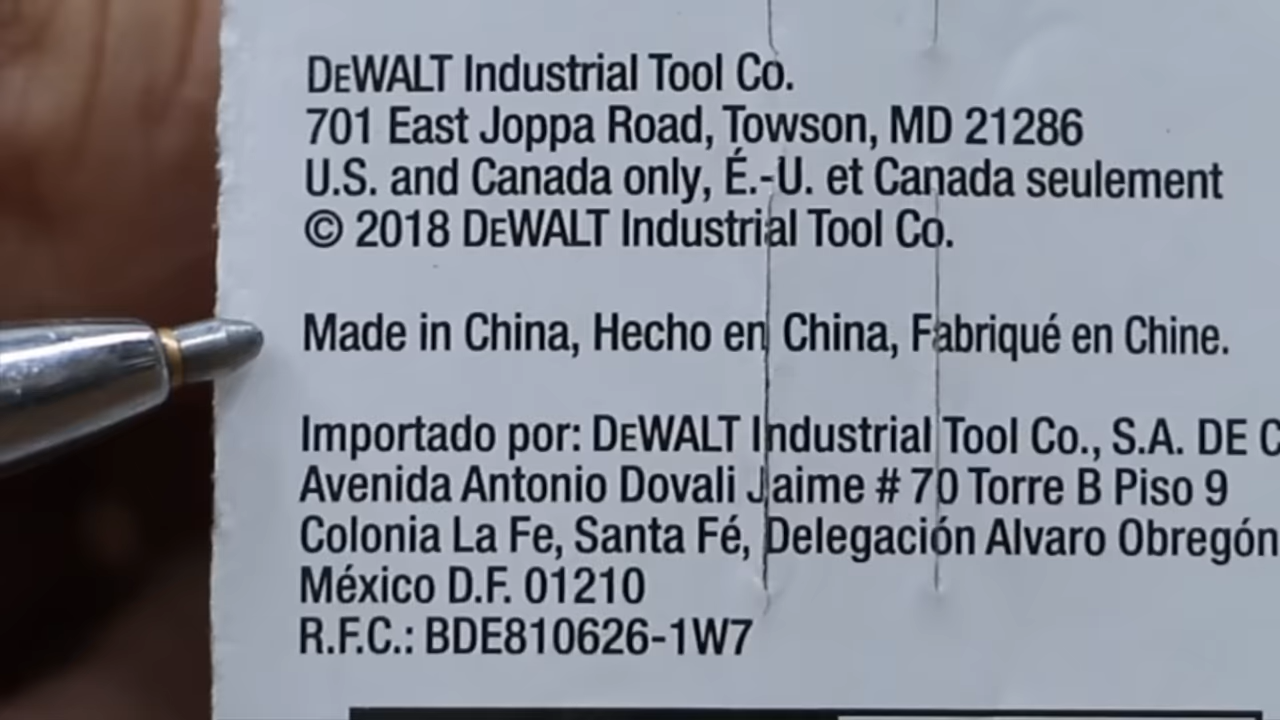 DEWALT Industrial Tool Co.
701 East Joppa Road, Towson, MD 21286
U.S. and Canada only, É.-U. et Canada seulement
© 2018 DEWALT Industrial Tool Co.
Made in China, Hecho en China, Fabriqué en Chine.
Importado por: DEWALT Industrial Tool Co., S.A. DE C
Avenida Antonio Dovali Jaime # 70 Torre B Piso 9
Colonia La Fe, Santa Fé, Delegación Alvaro Obregón
México D.F. 01210
R.F.C.: BDE810626-1W7